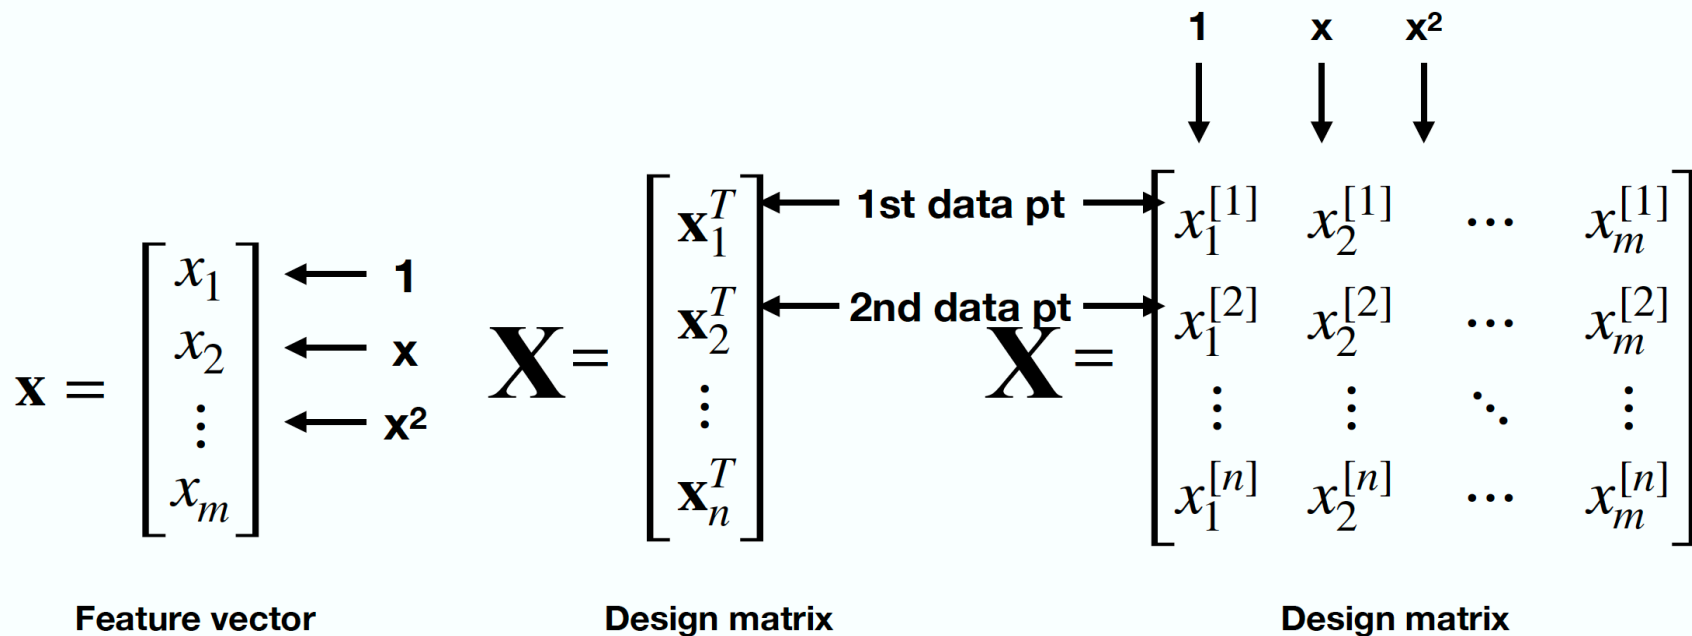 1 x x²
x = [x₁ x₂ ⋮ xₘ]
1
x
x²
Feature vector
X = [x₁ᵀ x₂ᵀ ⋮ xₙᵀ]
1st data pt
2nd data pt
Design matrix
X =
x₁^[1] x₂^[1] ⋯ xₘ^[1]
x₁^[2] x₂^[2] ⋯ xₘ^[2]
⋮ ⋮ ⋱ ⋮
x₁^[n] x₂^[n] ⋯ xₘ^[n]
Design matrix